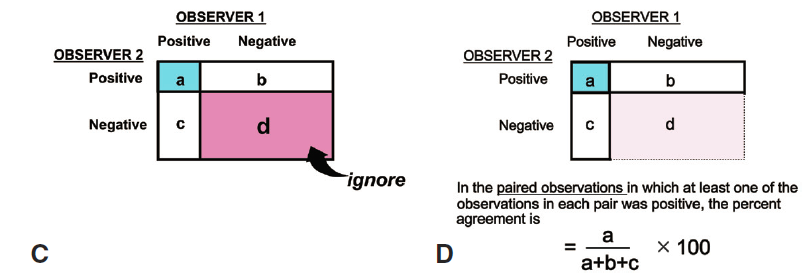 OBSERVER 1
Positive Negative
OBSERVER 2
Positive a b
Negative c d
ignore
C
OBSERVER 1
Positive Negative
OBSERVER 2
Positive a b
Negative c d
In the paired observations in which at least one of the
observations in each pair was positive, the percent
agreement is
= a / a+b+c × 100
D